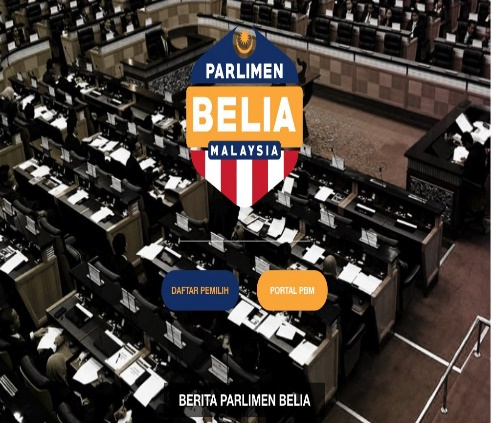 PARLIMEN
BELIA
MALAYSIA
DAFTAR PEMILIH
PORTAL PBM
BERITA PARLIMEN BELIA